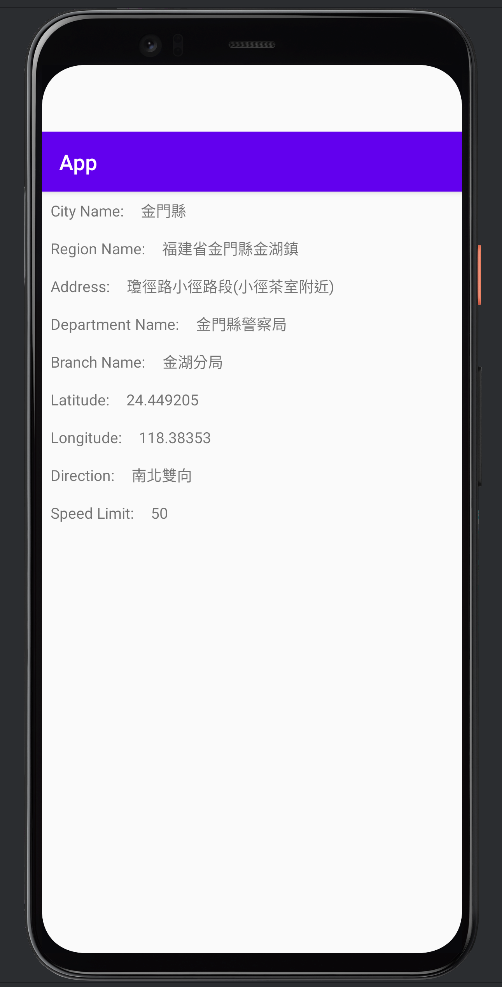 App
City Name: 金門縣
Region Name: 福建省金門縣金湖鎮
Address: 瓊徑路小徑路段(小徑茶室附近)
Department Name: 金門縣警察局
Branch Name: 金湖分局
Latitude: 24.449205
Longitude: 118.38353
Direction: 南北雙向
Speed Limit: 50